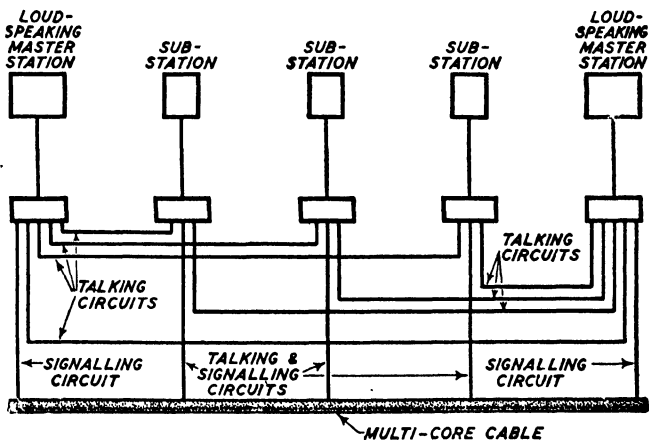 LOUD-
SPEAKING
MASTER
STATION
SUB-
STATION
SUB-
STATION
SUB-
STATION
LOUD-
SPEAKING
MASTER
STATION
TALKING
CIRCUITS
TALKING
CIRCUITS
SIGNALLING
CIRCUIT
TALKING &
SIGNALLING
CIRCUITS
SIGNALLING
CIRCUIT
MULTI-CORE CABLE